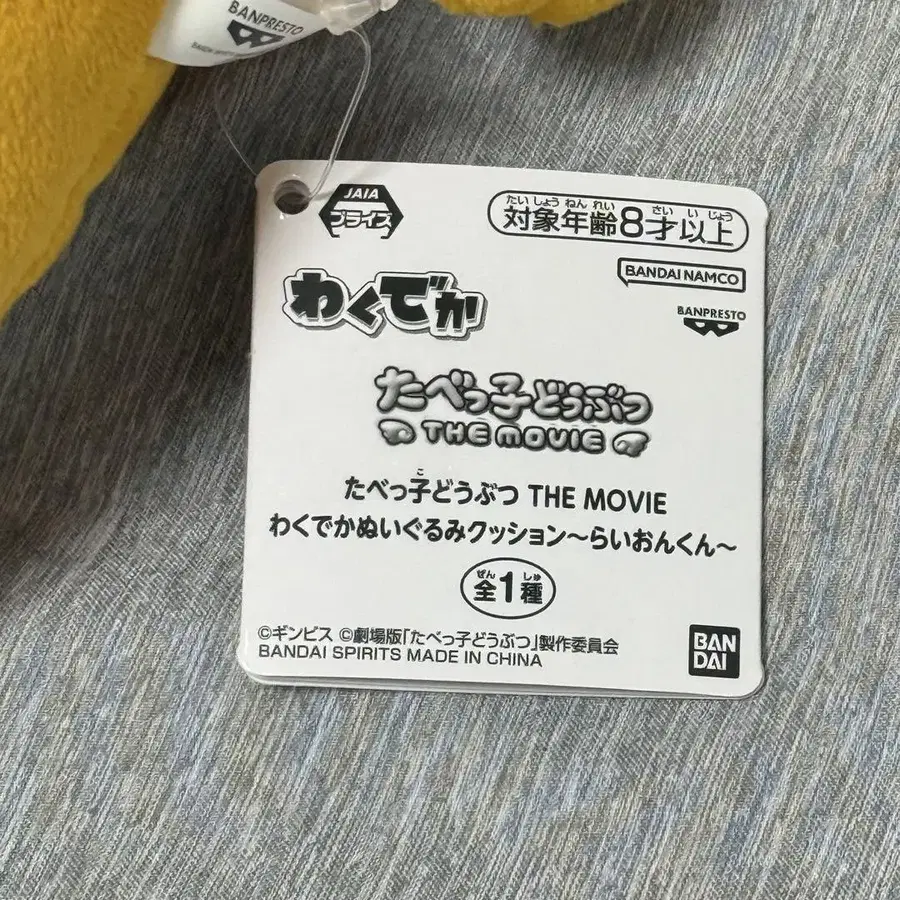 BANPRESTO
JAIA
プライズ
たいしょうねんれい さいいじょう
対象年齢8才以上
BANDAI NAMCO
わくでか
BANPRESTO
たべっ子どうぶつ
THE MOVIE
こ
たべっ子どうぶつ THE MOVIE
わくでかぬいぐるみクッション～らいおんくん～
ぜん しゅ
全1種
©ギンビス ©劇場版「たべっ子どうぶつ」製作委員会
BANDAI SPIRITS MADE IN CHINA
BAN
DAI